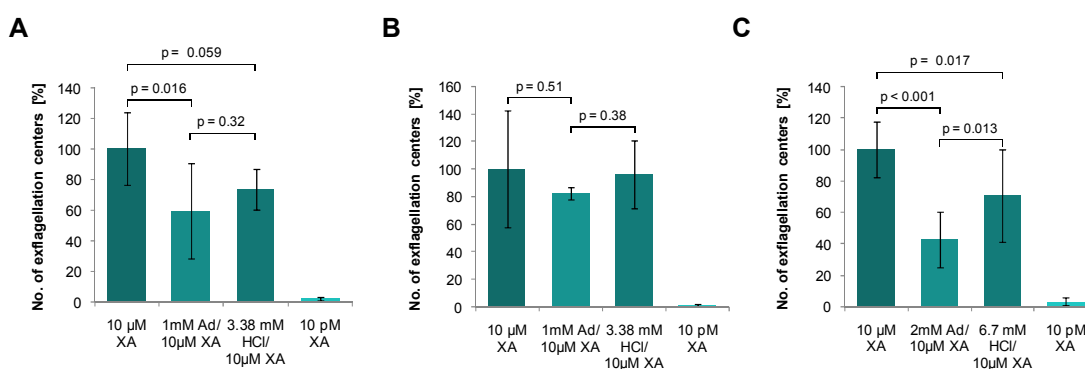 A
No. of exflagellation centers [%]
p = 0.059
p = 0.016
p = 0.32
140
120
100
80
60
40
20
0
10 µM
XA
1mM Ad/
10µM XA
3.38 mM
HCl/
10µM XA
10 pM
XA
B
No. of exflagellation centers [%]
p = 0.51
p = 0.38
160
140
120
100
80
60
40
20
0
10 µM
XA
1mM Ad/
10µM XA
3.38 mM
HCl/
10µM XA
10 pM
XA
C
No. of exflagellation centers [%]
p = 0.017
p < 0.001
p = 0.013
140
120
100
80
60
40
20
0
10 µM
XA
2mM Ad/
10µM XA
6.7 mM
HCl/
10µM XA
10 pM
XA